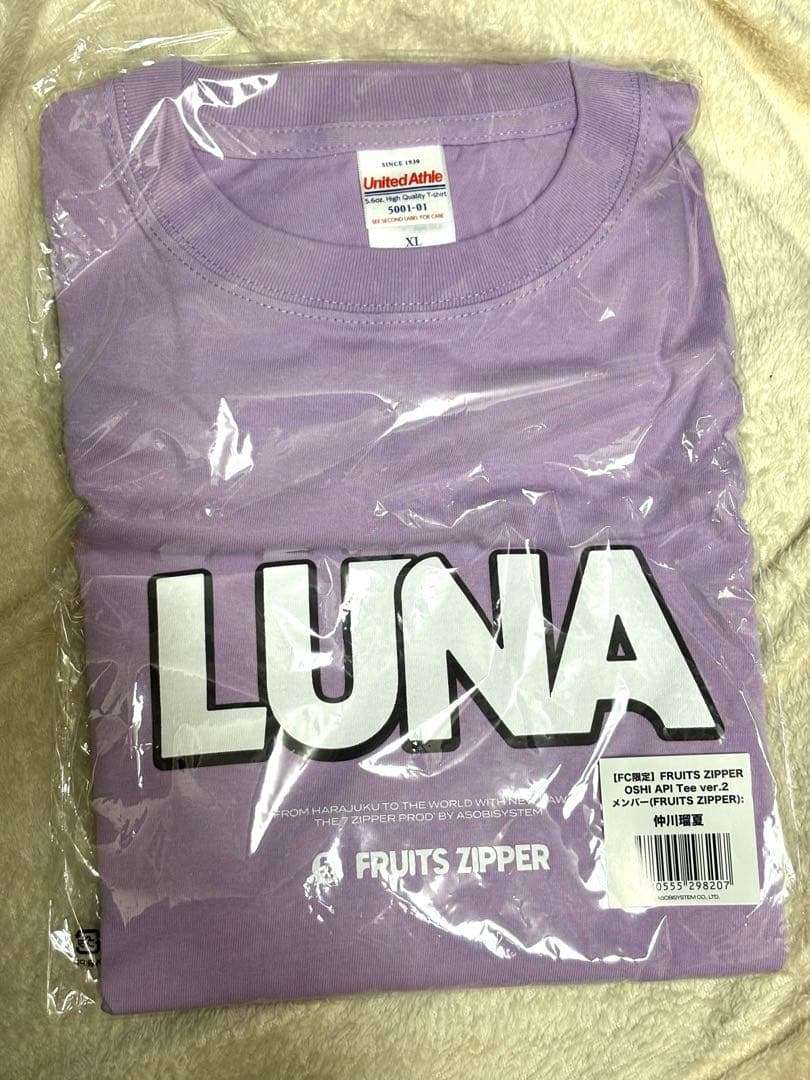 SINCE 1930
United Athle
5.6oz. High Quality T-shirt
5001-01
SEE SECOND LABEL FOR CARE
XL
LUNA
FROM HARAJUKU TO THE WORLD WITH NEW
THE 7 ZIPPER PROD' BY ASOBISYSTEM
FRUITS ZIPPER
【FC限定】FRUITS ZIPPER
OSHI API Tee ver.2
メンバー(FRUITS ZIPPER):
仲川瑠夏
0555 298207
ASOBISYSTEM CO., LTD.